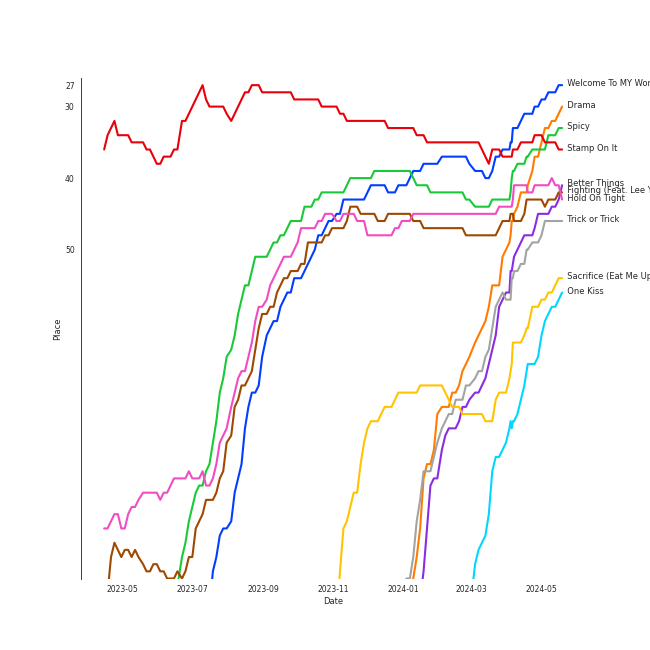 27
30
40
50
Place
2023-05
2023-07
2023-09
2023-11
2024-01
2024-03
2024-05
Date
Welcome To MY Wor
Drama
Spicy
Stamp On It
Better Things
Fighting (Feat. Lee Y
Hold On Tight
Trick or Trick
Sacrifice (Eat Me Up
One Kiss